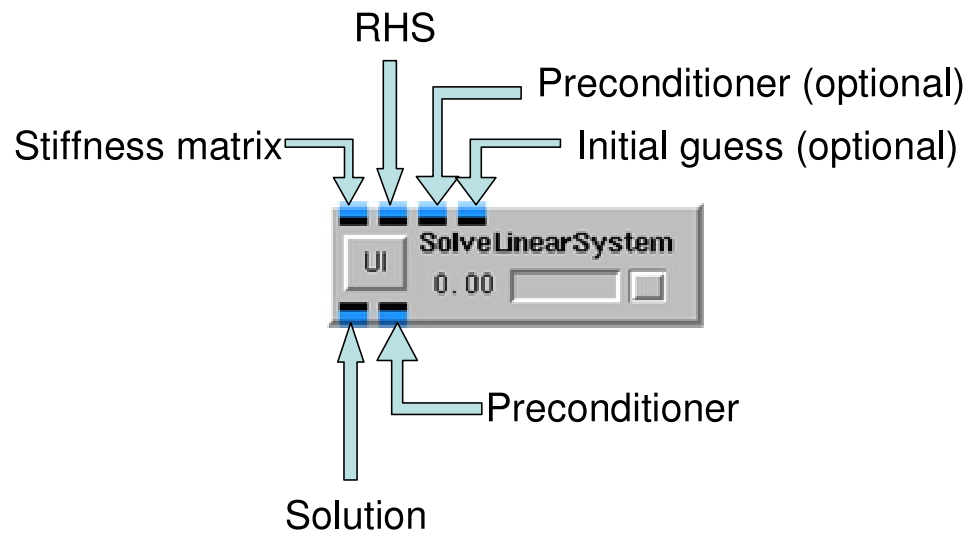 RHS
Preconditioner (optional)
Stiffness matrix
Initial guess (optional)
UI
SolveLinearSystem
0.00
Preconditioner
Solution